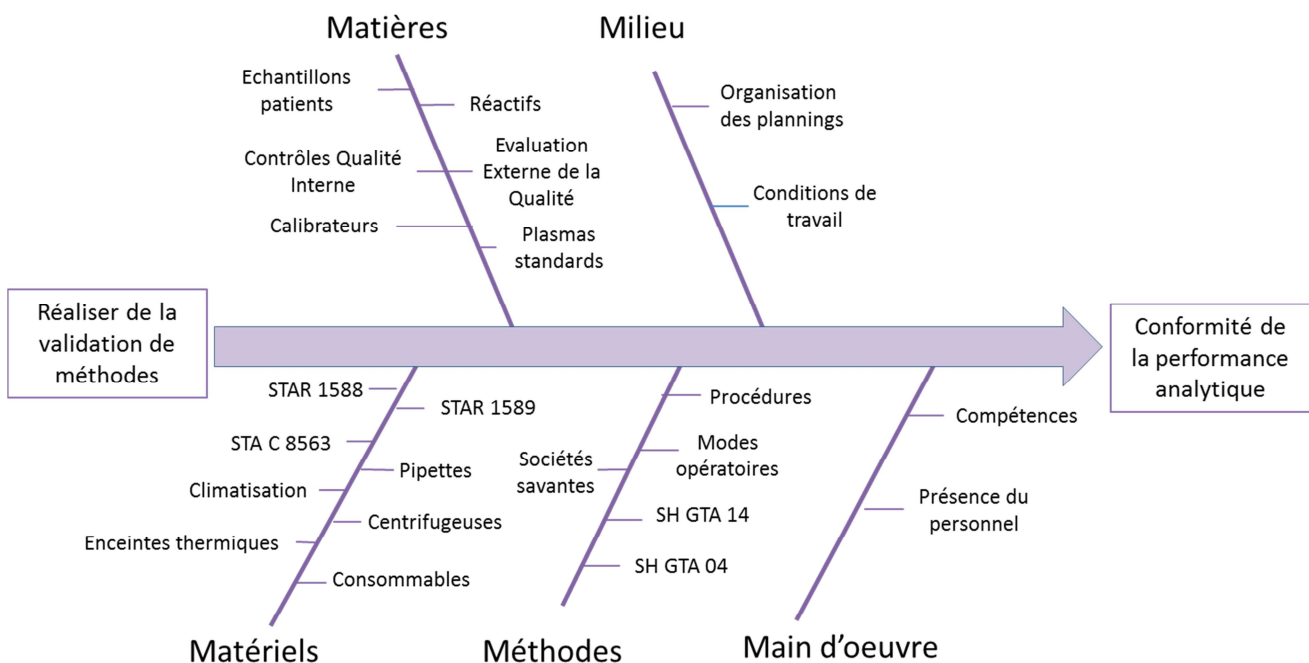 Matières
Milieu
Echantillons
patients
Réactifs
Contrôles Qualité
Interne
Evaluation
Externe de la
Qualité
Calibrateurs
Plasmas
standards
Organisation
des plannings
Conditions de
travail
Réaliser de la
validation de
méthodes
Conformité de
la performance
analytique
STAR 1588
STAR 1589
STA C 8563
Pipettes
Climatisation
Centrifugeuses
Enceintes thermiques
Consommables
Procédures
Modes
opératoires
Sociétés
savantes
SH GTA 14
SH GTA 04
Compétences
Présence du
personnel
Matériels
Méthodes
Main d'oeuvre